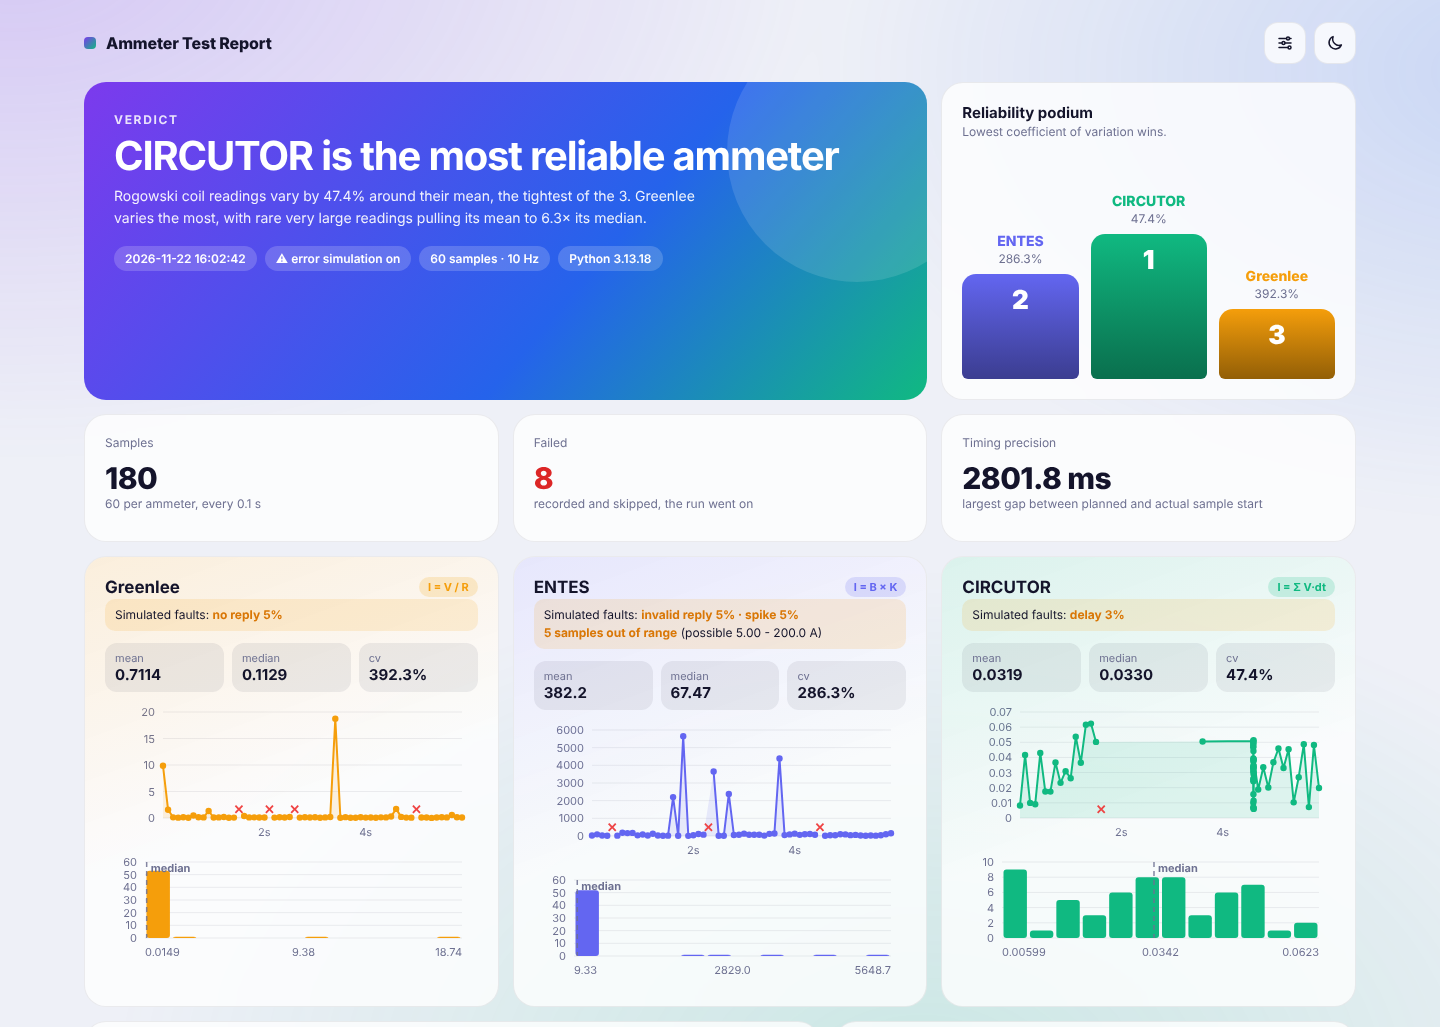 Ammeter Test Report
VERDICT
CIRCUTOR is the most reliable ammeter
Rogowski coil readings vary by 47.4% around their mean, the tightest of the 3. Greenlee
varies the most, with rare very large readings pulling its mean to 6.3× its median.
2026-11-22 16:02:42
⚠ error simulation on
60 samples · 10 Hz
Python 3.13.18
Reliability podium
Lowest coefficient of variation wins.
CIRCUTOR
47.4%
1
ENTES
286.3%
2
Greenlee
392.3%
3
Samples
180
60 per ammeter, every 0.1 s
Failed
8
recorded and skipped, the run went on
Timing precision
2801.8 ms
largest gap between planned and actual sample start
Greenlee
I = V / R
Simulated faults: no reply 5%
mean
0.7114
median
0.1129
cv
392.3%
20
15
10
5
0
2s
4s
60
50
40
30
20
10
0
median
0.0149
9.38
18.74
ENTES
I = B × K
Simulated faults: invalid reply 5% · spike 5%
5 samples out of range (possible 5.00 - 200.0 A)
mean
382.2
median
67.47
cv
286.3%
6000
5000
4000
3000
2000
1000
0
2s
4s
60
50
40
30
20
10
0
median
9.33
2829.0
5648.7
CIRCUTOR
I = Σ V·dt
Simulated faults: delay 3%
mean
0.0319
median
0.0330
cv
47.4%
0.07
0.06
0.05
0.04
0.03
0.02
0.01
0
2s
4s
10
8
6
4
2
0
median
0.00599
0.0342
0.0623